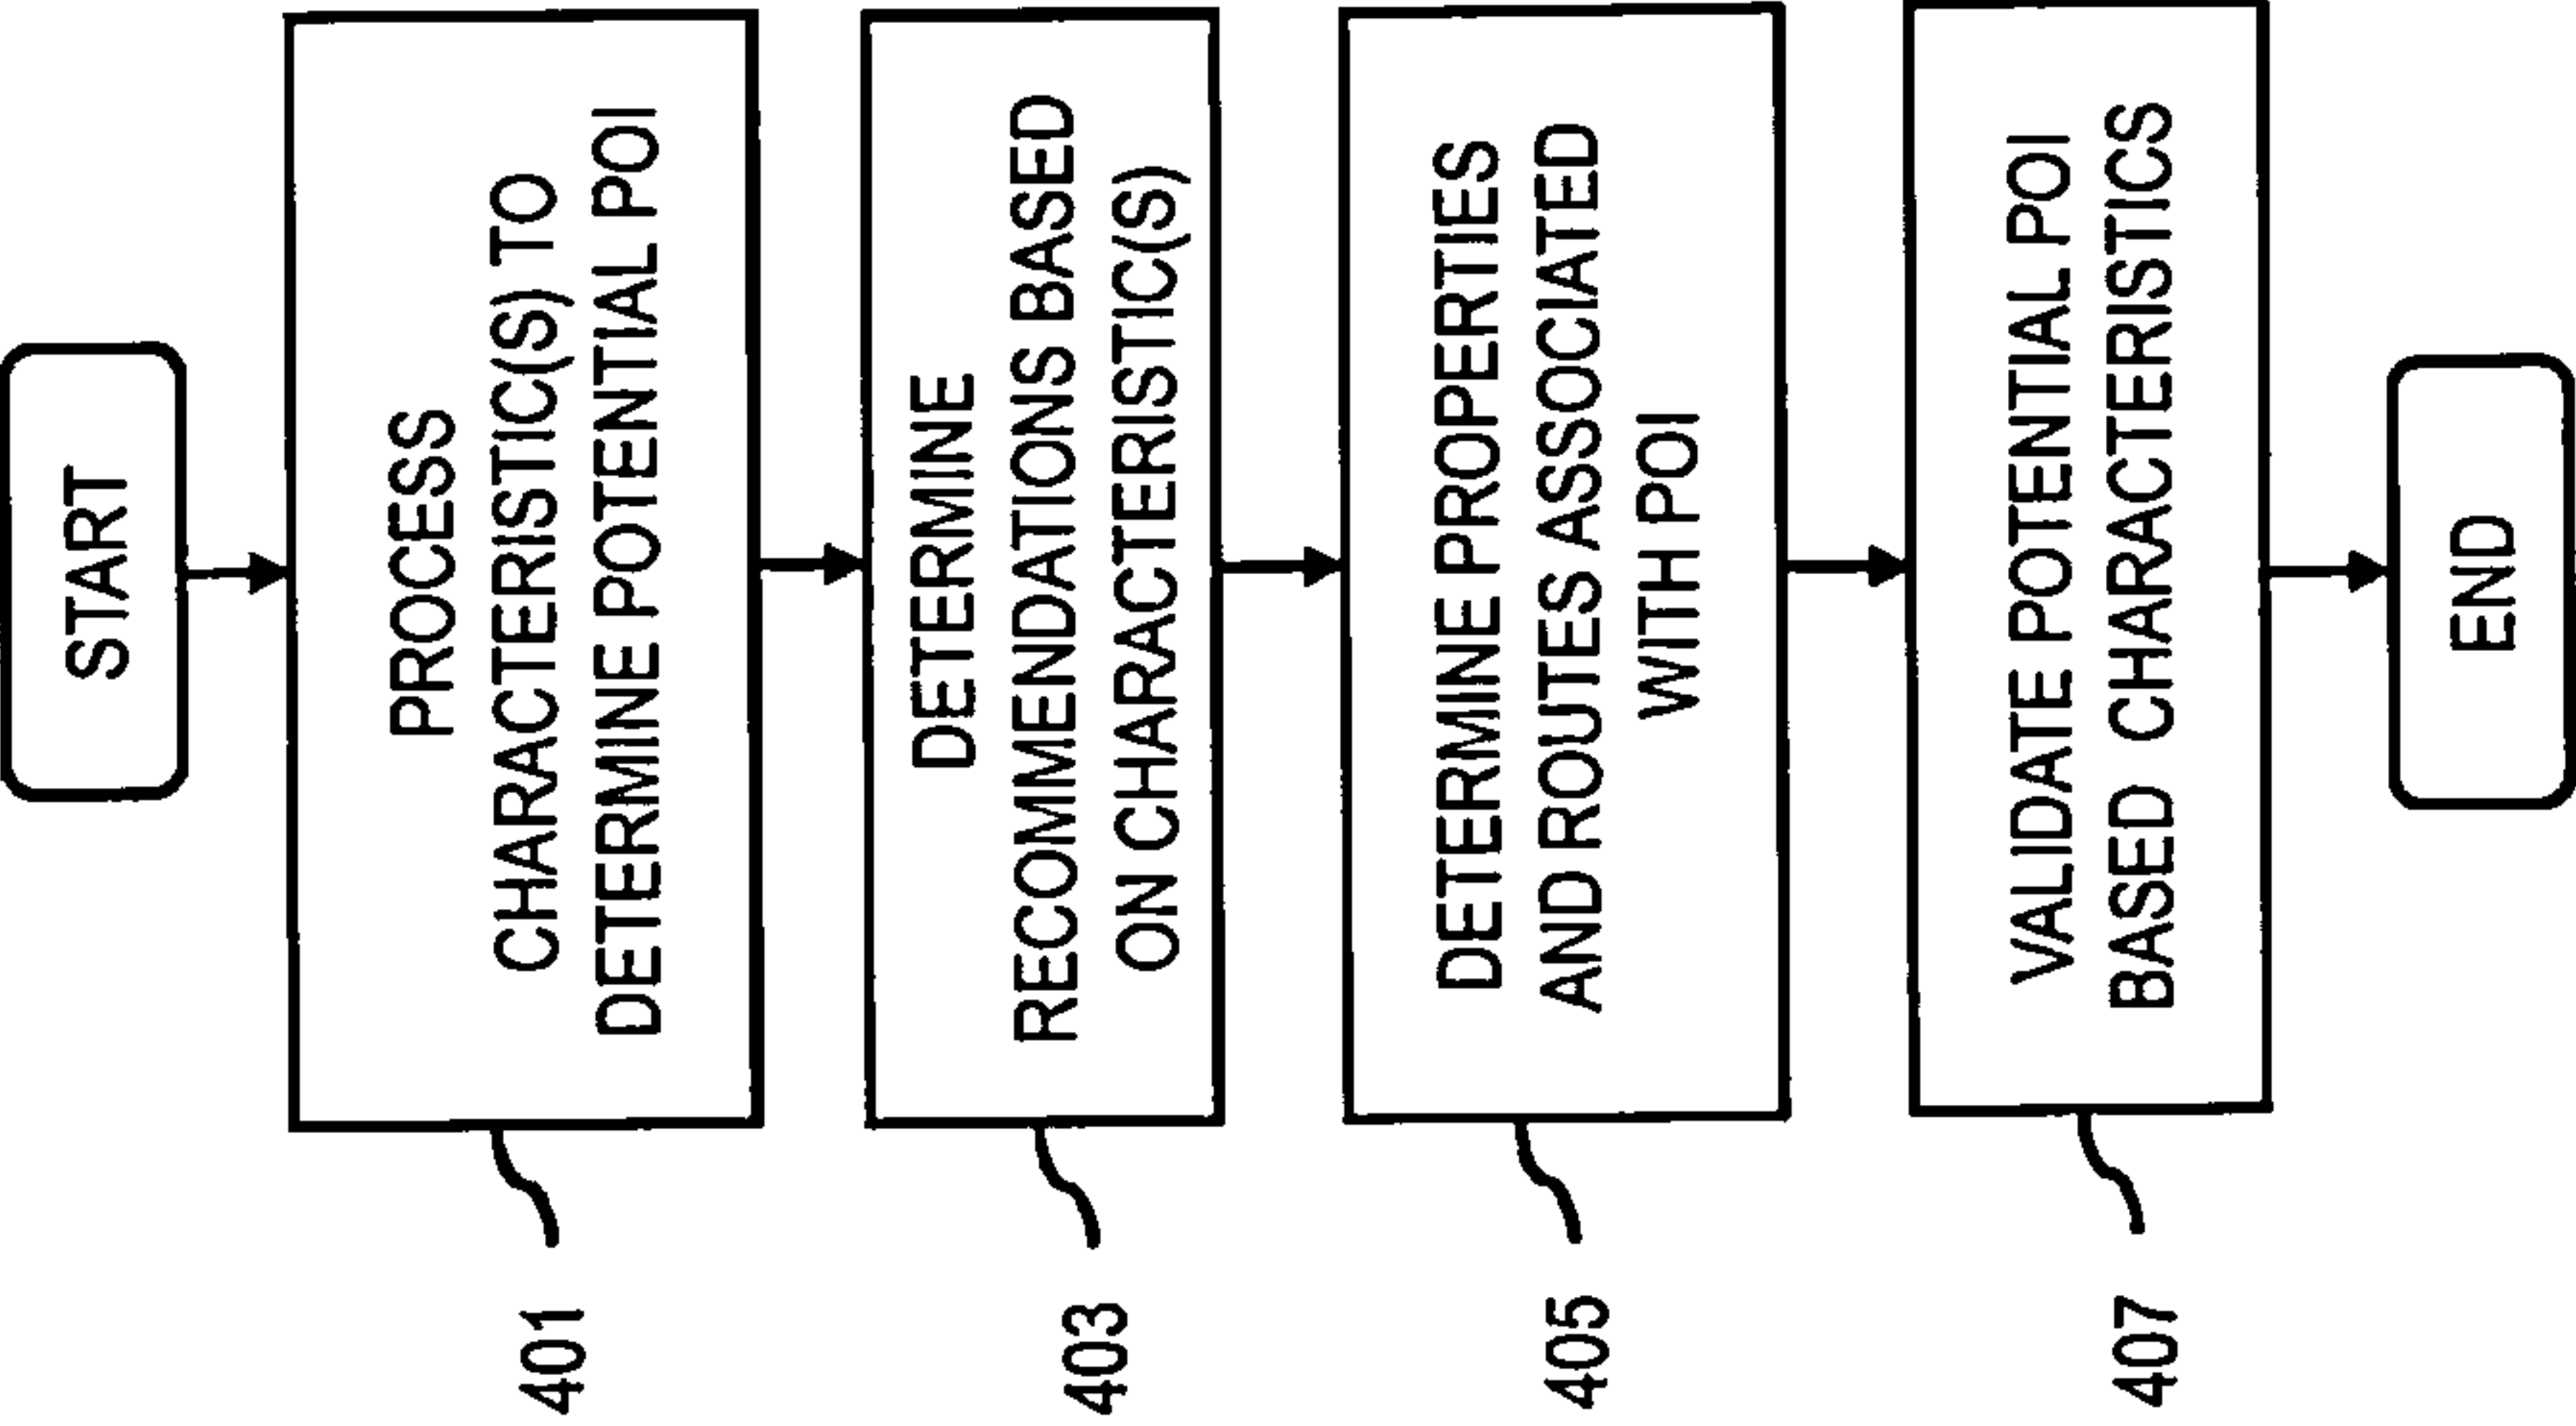 START
PROCESS
CHARACTERISTIC(S) TO
DETERMINE POTENTIAL POI
401
DETERMINE
RECOMMENDATIONS BASED
ON CHARACTERISTIC(S)
403
DETERMINE PROPERTIES
AND ROUTES ASSOCIATED
WITH POI
405
VALIDATE POTENTIAL POI
BASED CHARACTERISTICS
407
END